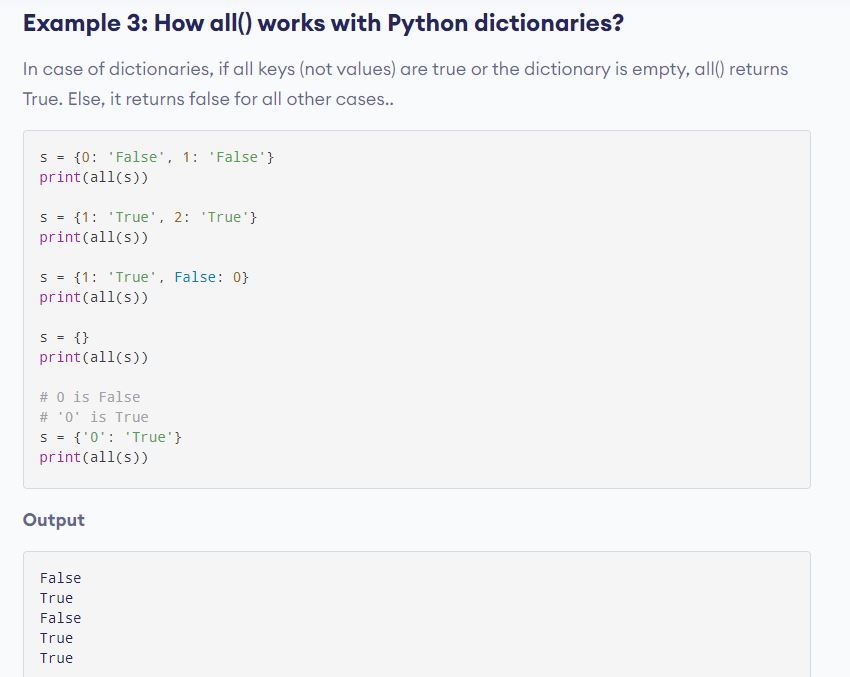 Example 3: How all() works with Python dictionaries?
In case of dictionaries, if all keys (not values) are true or the dictionary is empty, all() returns
True. Else, it returns false for all other cases..
s = {0: 'False', 1: 'False'}
print(all(s))
s = {1: 'True', 2: 'True'}
print(all(s))
s = {1: 'True', False: 0}
print(all(s))
s = {}
print(all(s))
# 0 is False
# '0' is True
s = {'0': 'True'}
print(all(s))
Output
False
True
False
True
True